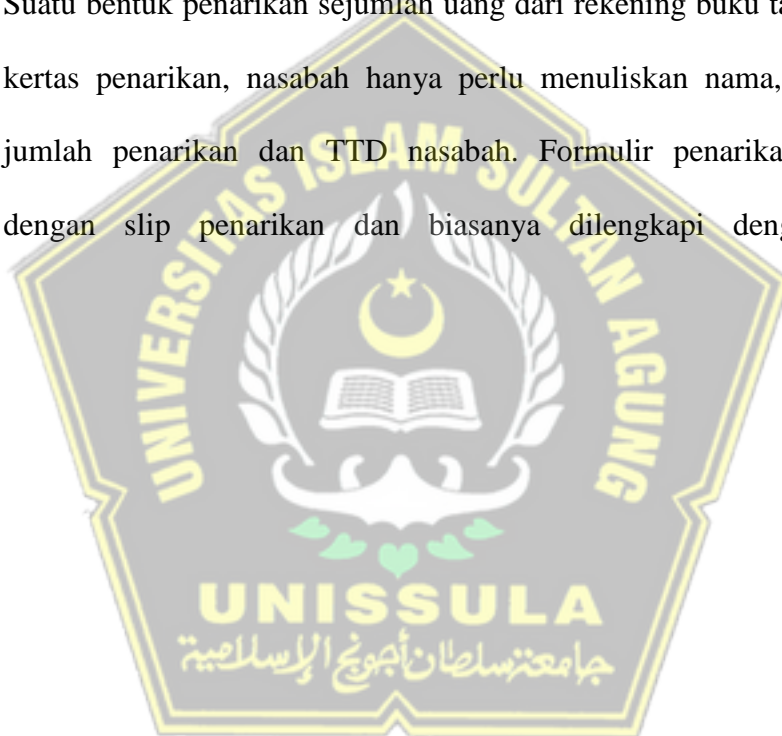 Suatu bentuk penarikan sejumlah uang dari rekening buku ta
kertas penarikan, nasabah hanya perlu menuliskan nama,
jumlah penarikan dan TTD nasabah. Formulir penarika
dengan slip penarikan dan biasanya dilengkapi deng
UNIVERSITAS ISLAM SULTAN AGUNG
UNISSULA
جامعة سلطان أجونج الإسلامية